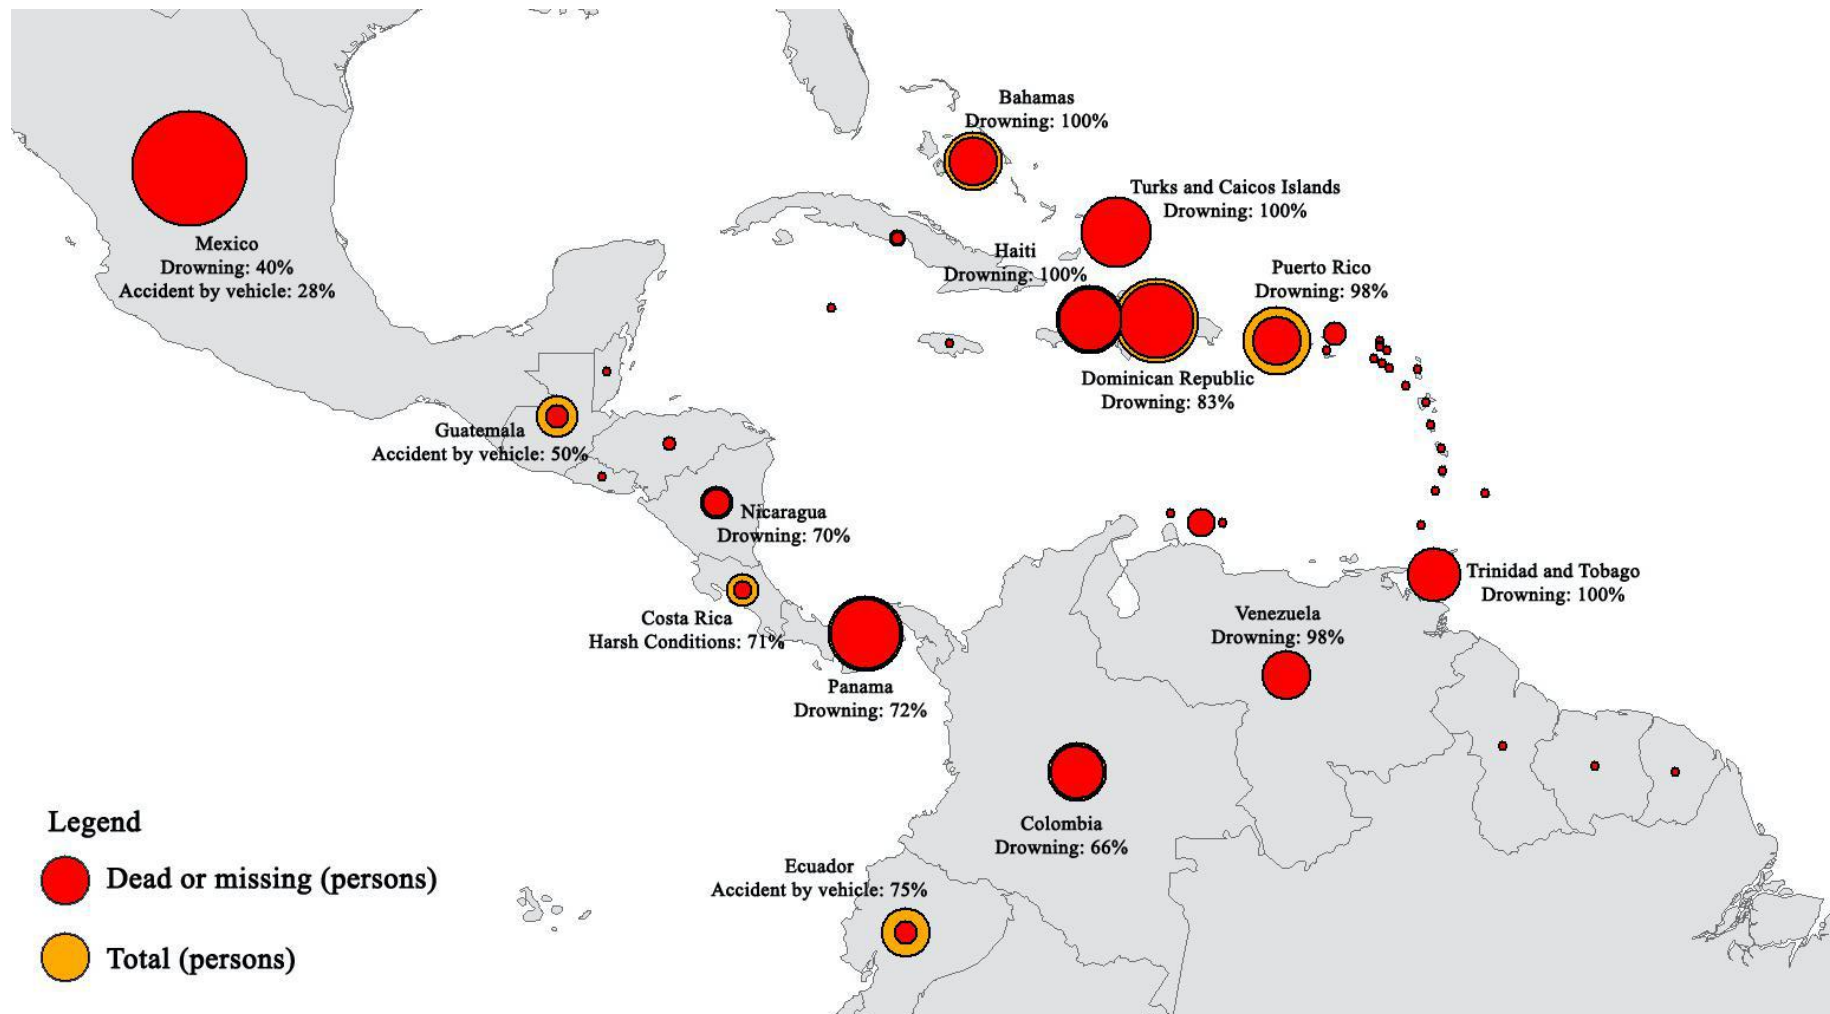 Bahamas
Drowning: 100%
Turks and Caicos Islands
Drowning: 100%
Mexico
Drowning: 40%
Accident by vehicle: 28%
Haiti
Drowning: 100%
Puerto Rico
Drowning: 98%
Dominican Republic
Drowning: 83%
Guatemala
Accident by vehicle: 50%
Nicaragua
Drowning: 70%
Costa Rica
Harsh Conditions: 71%
Trinidad and Tobago
Drowning: 100%
Venezuela
Drowning: 98%
Panama
Drowning: 72%
Colombia
Drowning: 66%
Ecuador
Accident by vehicle: 75%
Legend
Dead or missing (persons)
Total (persons)